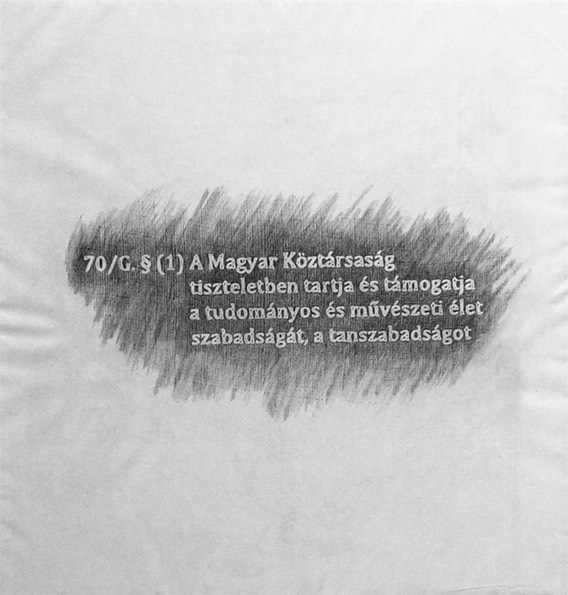 70/G. § (1) A Magyar Köztársaság
tiszteletben tartja és támogatja
a tudományos és művészeti élet
szabadságát, a tanszabadságot